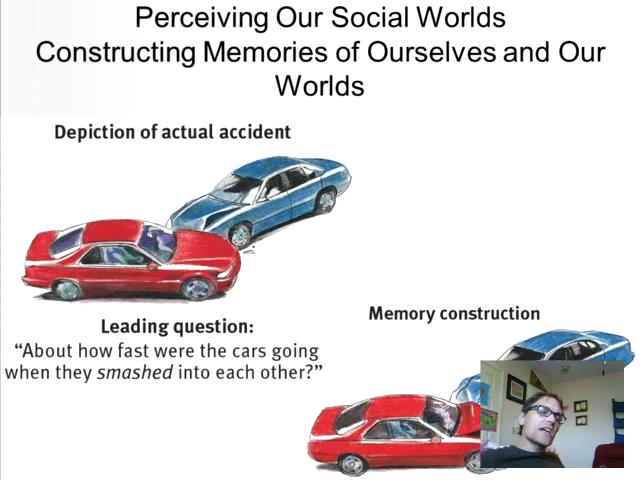 Perceiving Our Social Worlds
Constructing Memories of Ourselves and Our
Worlds
Depiction of actual accident
Leading question:
“About how fast were the cars going
when they smashed into each other?”
Memory construction